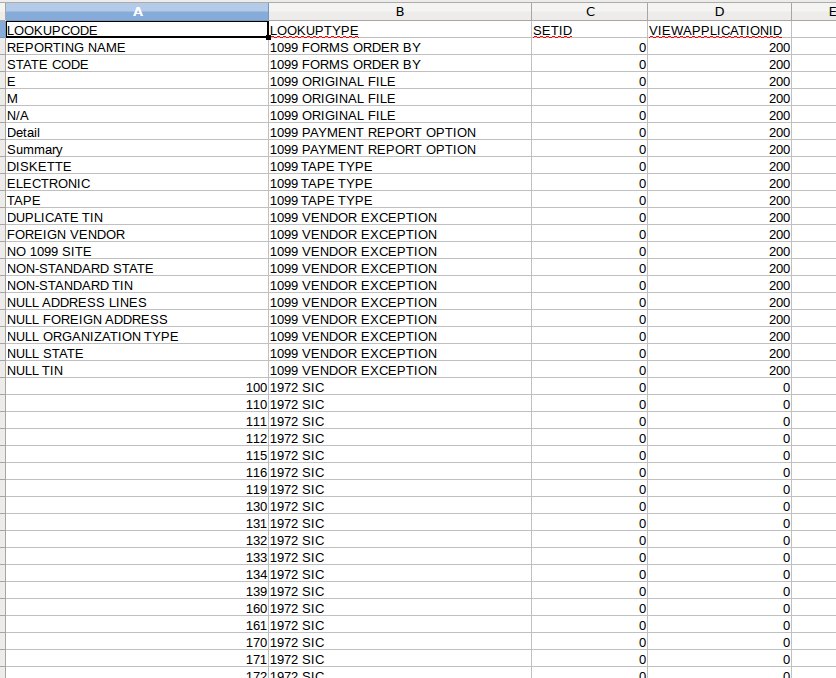 A B C D E
LOOKUPCODE LOOKUPTYPE SETID VIEWAPPLICATIONID
REPORTING NAME 1099 FORMS ORDER BY 0 200
STATE CODE 1099 FORMS ORDER BY 0 200
E 1099 ORIGINAL FILE 0 200
M 1099 ORIGINAL FILE 0 200
N/A 1099 ORIGINAL FILE 0 200
Detail 1099 PAYMENT REPORT OPTION 0 200
Summary 1099 PAYMENT REPORT OPTION 0 200
DISKETTE 1099 TAPE TYPE 0 200
ELECTRONIC 1099 TAPE TYPE 0 200
TAPE 1099 TAPE TYPE 0 200
DUPLICATE TIN 1099 VENDOR EXCEPTION 0 200
FOREIGN VENDOR 1099 VENDOR EXCEPTION 0 200
NO 1099 SITE 1099 VENDOR EXCEPTION 0 200
NON-STANDARD STATE 1099 VENDOR EXCEPTION 0 200
NON-STANDARD TIN 1099 VENDOR EXCEPTION 0 200
NULL ADDRESS LINES 1099 VENDOR EXCEPTION 0 200
NULL FOREIGN ADDRESS 1099 VENDOR EXCEPTION 0 200
NULL ORGANIZATION TYPE 1099 VENDOR EXCEPTION 0 200
NULL STATE 1099 VENDOR EXCEPTION 0 200
NULL TIN 1099 VENDOR EXCEPTION 0 200
100 1972 SIC 0 0
110 1972 SIC 0 0
111 1972 SIC 0 0
112 1972 SIC 0 0
115 1972 SIC 0 0
116 1972 SIC 0 0
119 1972 SIC 0 0
130 1972 SIC 0 0
131 1972 SIC 0 0
132 1972 SIC 0 0
133 1972 SIC 0 0
134 1972 SIC 0 0
139 1972 SIC 0 0
160 1972 SIC 0 0
161 1972 SIC 0 0
170 1972 SIC 0 0
171 1972 SIC 0 0
172 1972 SIC 0 0